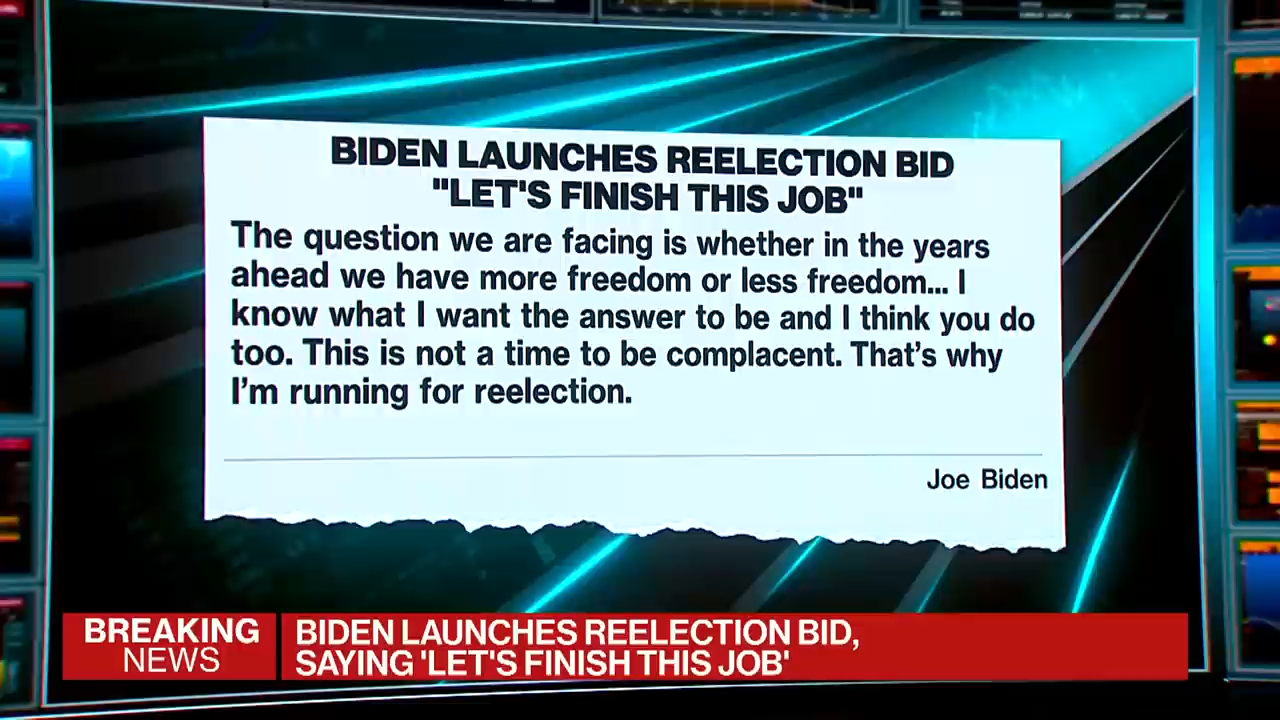 BIDEN LAUNCHES REELECTION BID
"LET'S FINISH THIS JOB"
The question we are facing is whether in the years
ahead we have more freedom or less freedom... I
know what I want the answer to be and I think you do
too. This is not a time to be complacent. That’s why
I’m running for reelection.
Joe Biden
BREAKING
NEWS
BIDEN LAUNCHES REELECTION BID,
SAYING 'LET'S FINISH THIS JOB'